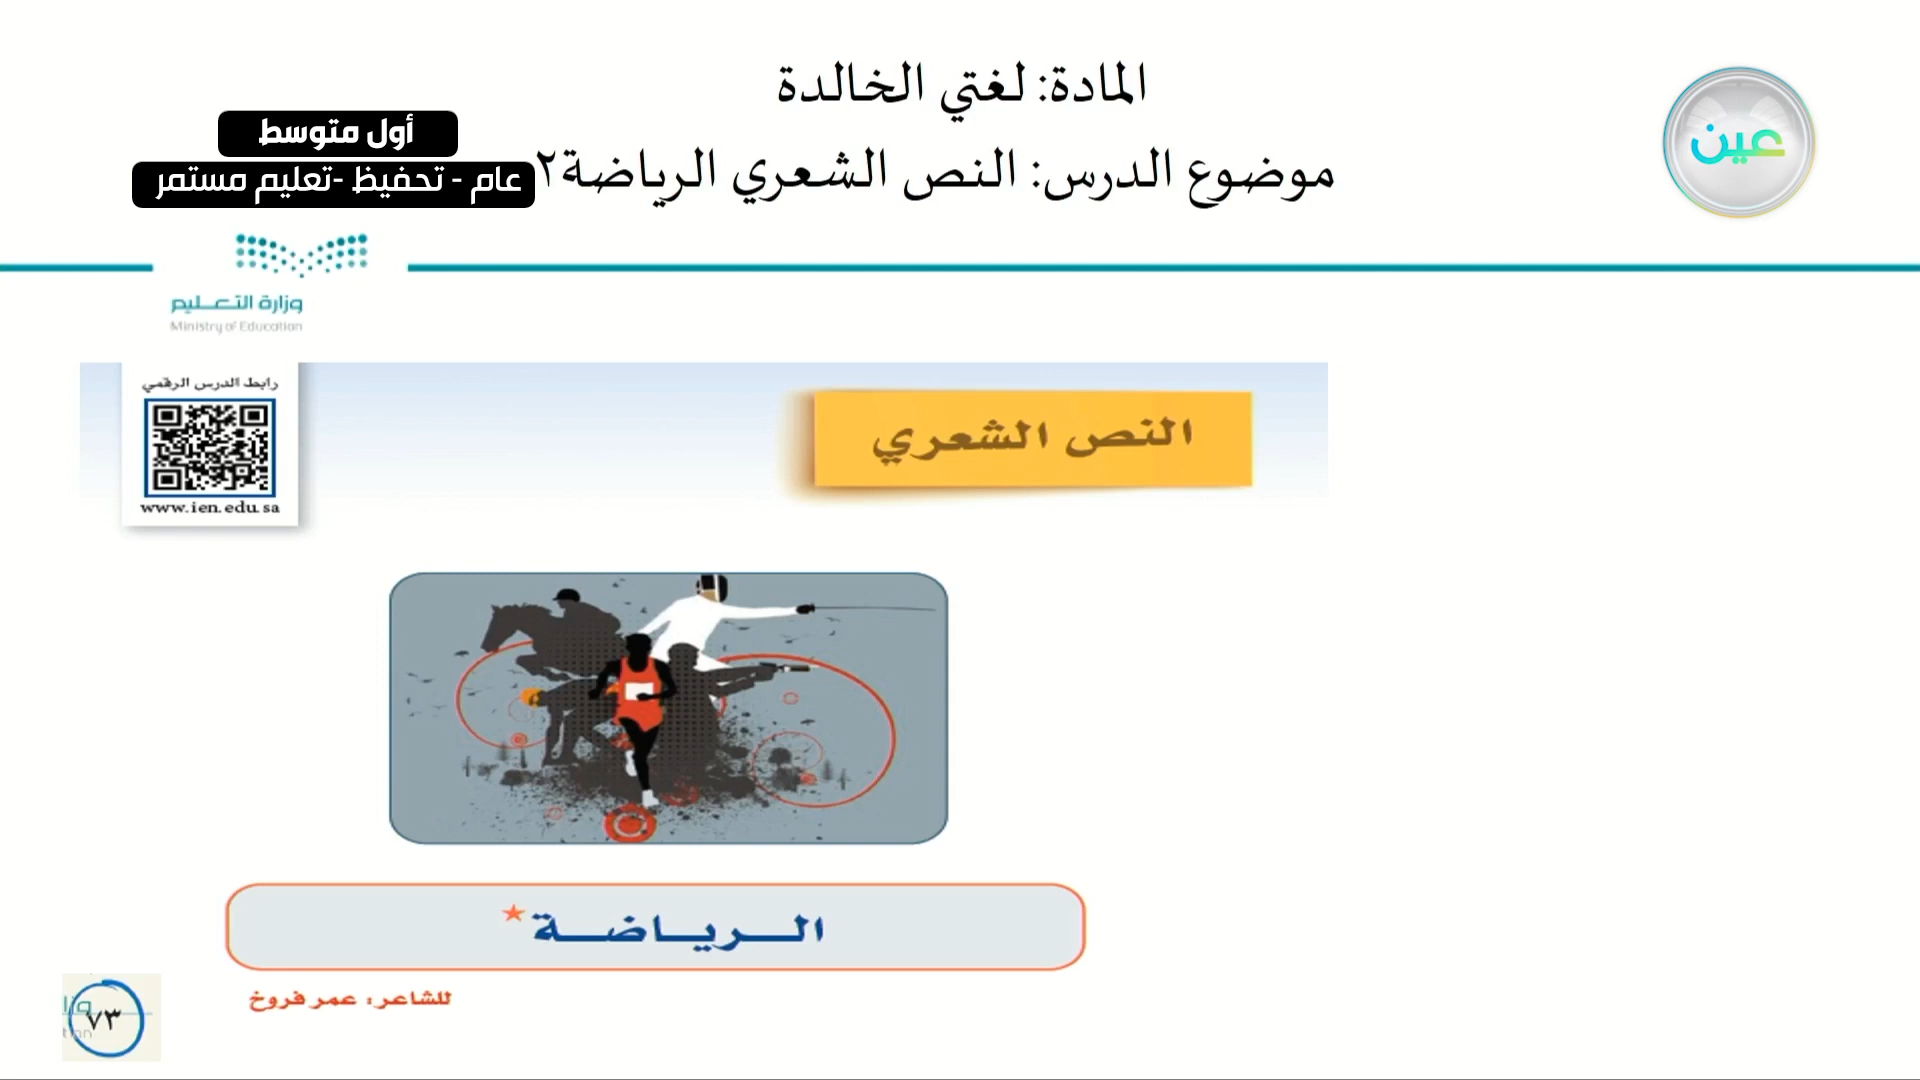 المادة: لغتي الخالدة
موضوع الدرس: النص الشعري الرياضة٢
أول متوسط
عام - تحفيظ -تعليم مستمر
عين
وزارة التعليم
Ministry of Education
رابط الدرس الرقمي
www.ien.edu.sa
النص الشعري
الريـاضـة*
للشاعر: عمر فروخ
٧٣